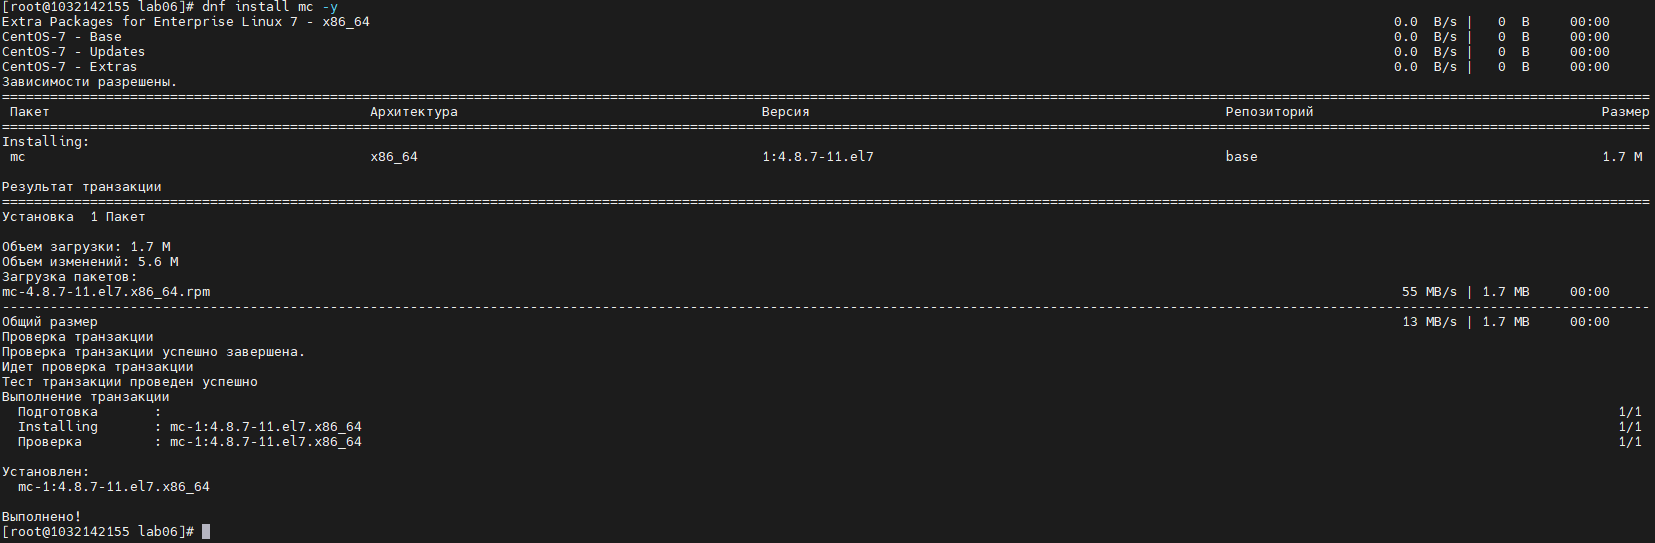 [root@1032142155 lab06]# dnf install mc -y
Extra Packages for Enterprise Linux 7 - x86_64 0.0 B/s | 0 B 00:00
CentOS-7 - Base 0.0 B/s | 0 B 00:00
CentOS-7 - Updates 0.0 B/s | 0 B 00:00
CentOS-7 - Extras 0.0 B/s | 0 B 00:00
Зависимости разрешены.
================================================================================
Пакет Архитектура Версия Репозиторий Размер
================================================================================
Installing:
mc x86_64 1:4.8.7-11.el7 base 1.7 M

Результат транзакции
================================================================================
Установка 1 Пакет

Объем загрузки: 1.7 M
Объем изменений: 5.6 M
Загрузка пакетов:
mc-4.8.7-11.el7.x86_64.rpm 55 MB/s | 1.7 MB 00:00
--------------------------------------------------------------------------------
Общий размер 13 MB/s | 1.7 MB 00:00
Проверка транзакции
Проверка транзакции успешно завершена.
Идет проверка транзакции
Тест транзакции проведен успешно
Выполнение транзакции
Подготовка : 1/1
Installing : mc-1:4.8.7-11.el7.x86_64 1/1
Проверка : mc-1:4.8.7-11.el7.x86_64 1/1

Установлен:
mc-1:4.8.7-11.el7.x86_64

Выполнено!
[root@1032142155 lab06]#